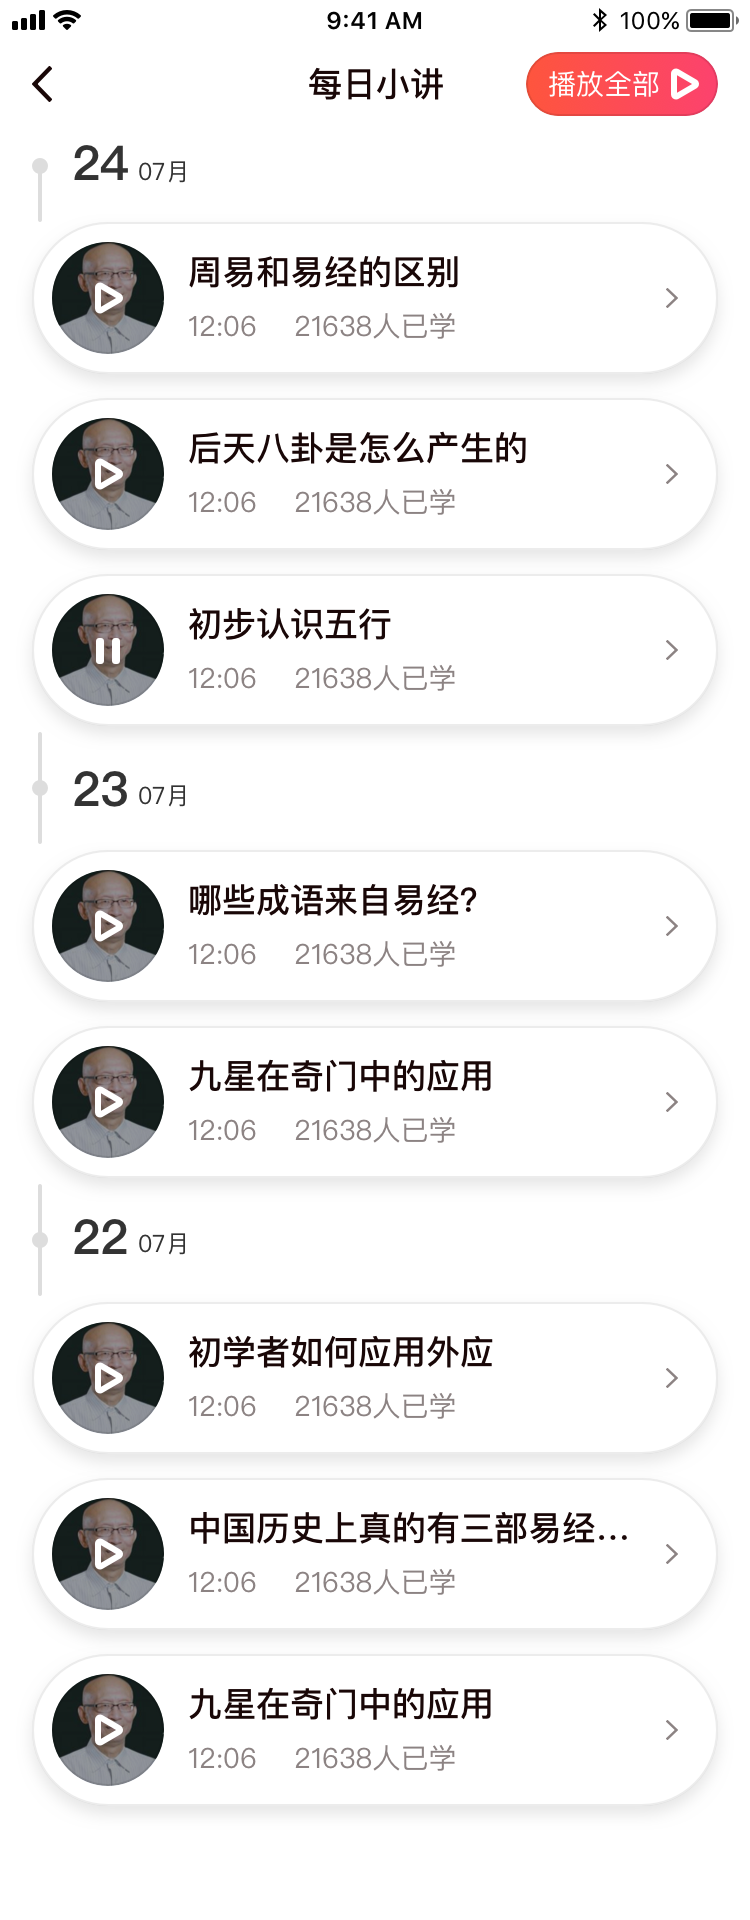 9:41 AM 100%
每日小讲
播放全部
24 07月
周易和易经的区别
12:06 21638人已学
后天八卦是怎么产生的
12:06 21638人已学
初步认识五行
12:06 21638人已学
23 07月
哪些成语来自易经?
12:06 21638人已学
九星在奇门中的应用
12:06 21638人已学
22 07月
初学者如何应用外应
12:06 21638人已学
中国历史上真的有三部易经...
12:06 21638人已学
九星在奇门中的应用
12:06 21638人已学